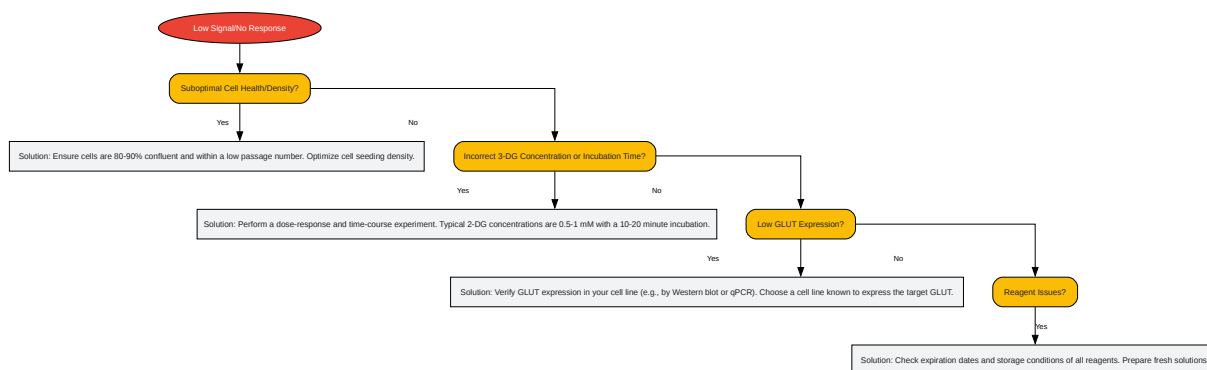 Low Signal/No Response
Suboptimal Cell Health/Density?
Yes
No
Solution: Ensure cells are 80-90% confluent and within a low passage number. Optimize cell seeding density.
Incorrect 3-DG Concentration or Incubation Time?
Yes
No
Solution: Perform a dose-response and time-course experiment. Typical 2-DG concentrations are 0.5-1 mM with a 10-20 minute incubation.
Low GLUT Expression?
Yes
No
Solution: Verify GLUT expression in your cell line (e.g., by Western blot or qPCR). Choose a cell line known to express the target GLUT.
Reagent Issues?
Yes
Solution: Check expiration dates and storage conditions of all reagents. Prepare fresh solutions